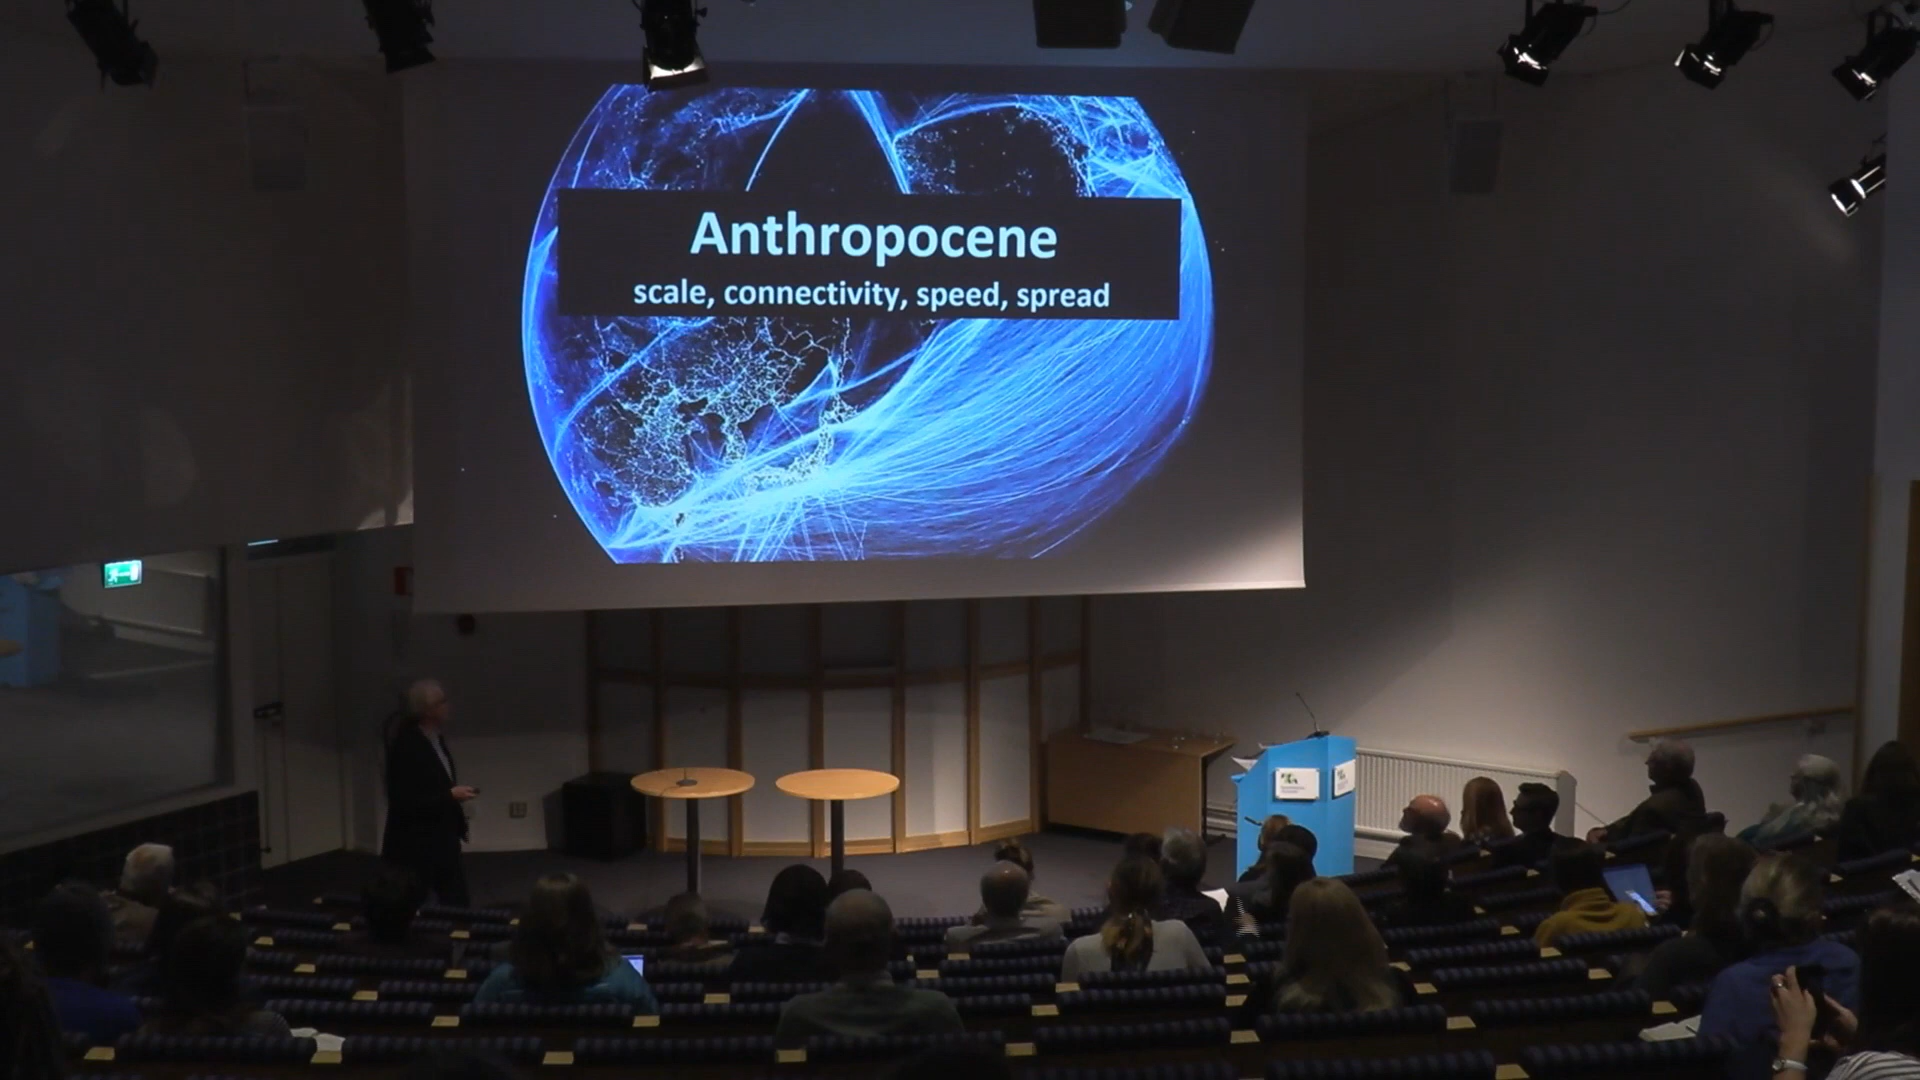 Anthropocene
scale, connectivity, speed, spread